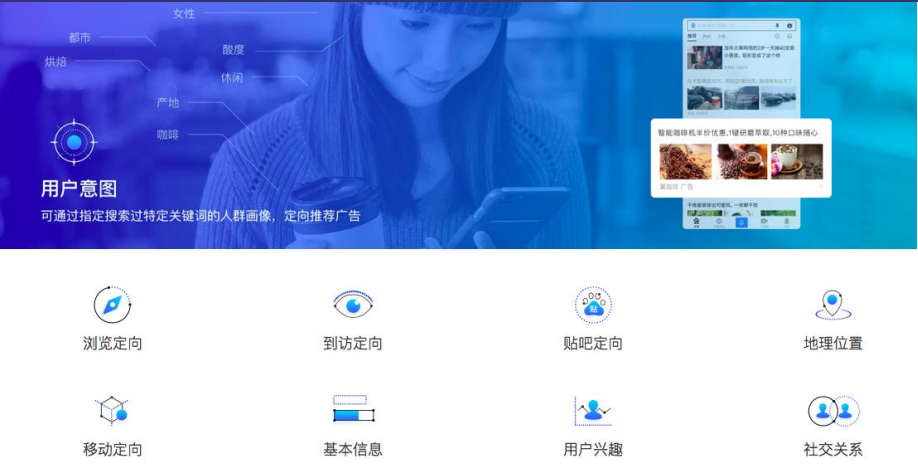 女性
都市
酸度
烘焙
休闲
产地
咖啡
用户意图
可通过指定搜索过特定关键词的人群画像，定向推荐广告
推荐
智能咖啡机半价优惠,1键研磨萃取,10种口味随心
广告
浏览定向
到访定向
贴
贴吧定向
地理位置
移动定向
基本信息
用户兴趣
社交关系